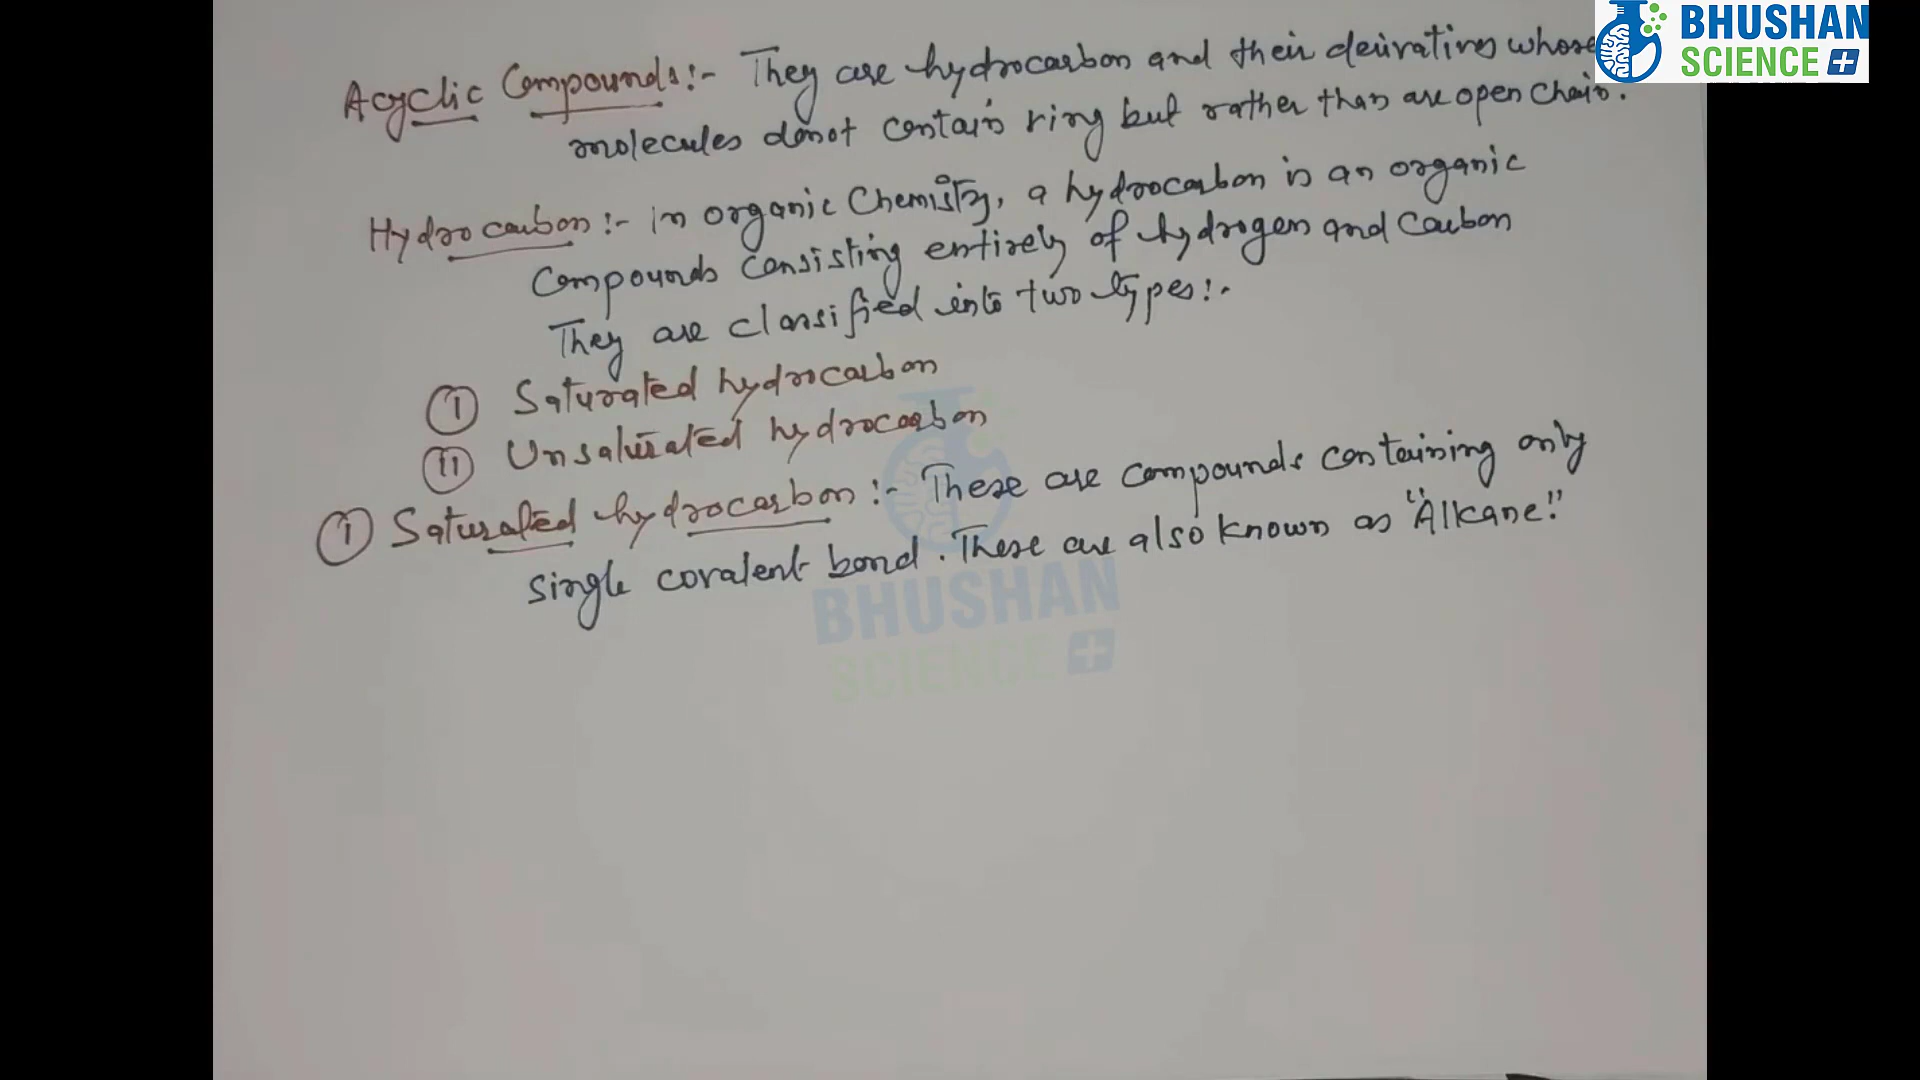 BHUSHAN
SCIENCE +
Acyclic Compounds:- They are hydrocarbon and their derivatives whose
molecules donot contain ring but rather than are open chain.
Hydrocarbon:- in organic Chemistry, a hydrocarbon is an organic
Compounds consisting entirely of hydrogen and Carbon
They are classified into two types:-
I Saturated hydrocarbon
II Unsaturated hydrocarbon
I Saturated hydrocarbon:- These are compounds containing only
single covalent bond. These are also known as "Alkane."
BHUSHAN
SCIENCE +